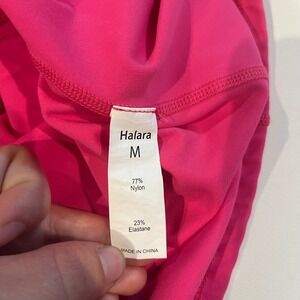 Halara
M
77%
Nylon
23%
Elastane
MADE IN CHINA